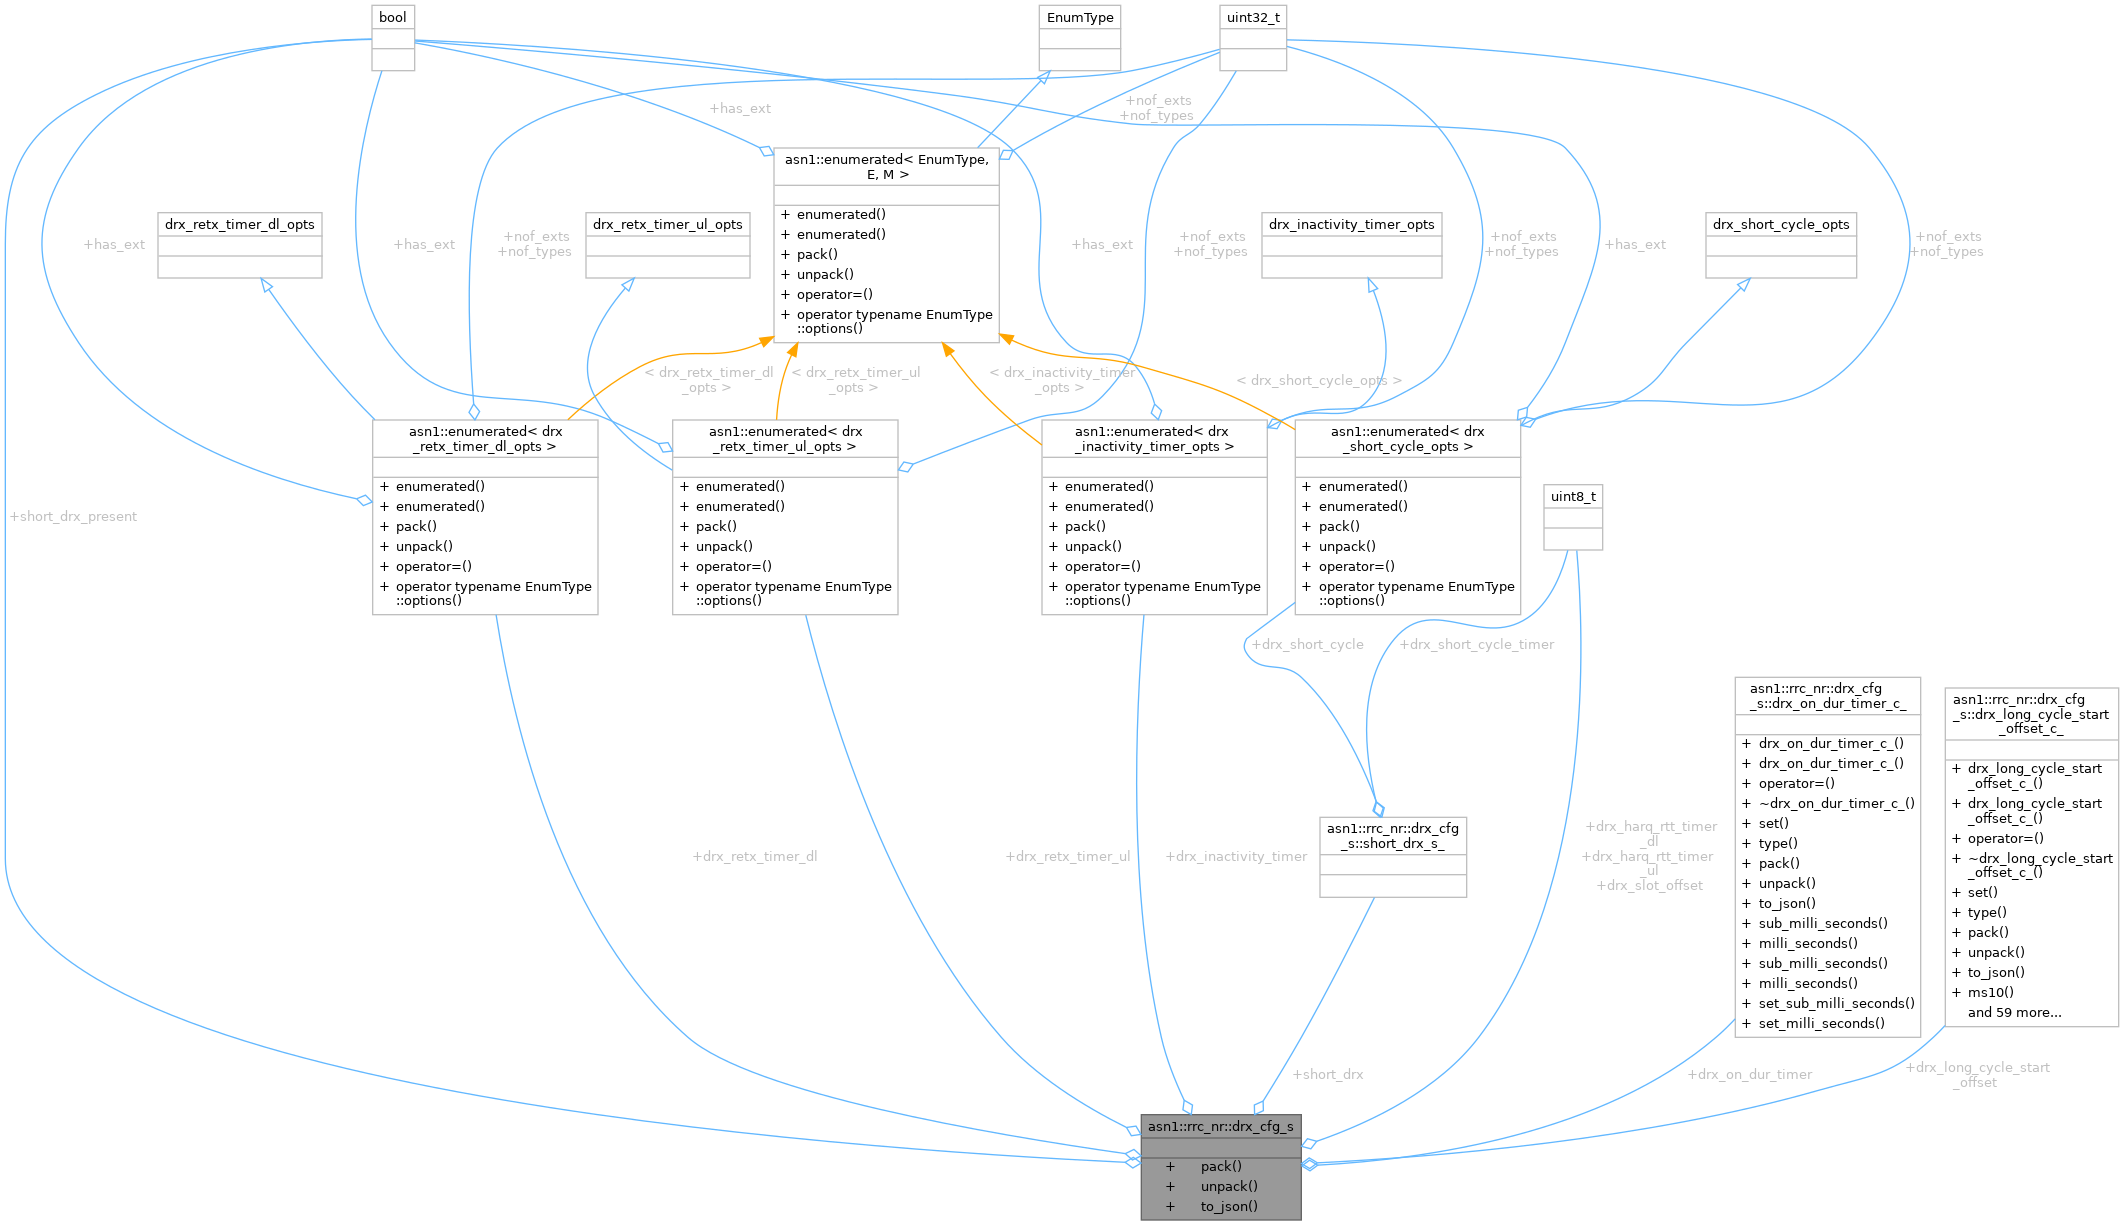 bool
EnumType
uint32_t
+has_ext
+nof_exts
+nof_types
asn1::enumerated< EnumType,
E, M >
+ enumerated()
+ enumerated()
+ pack()
+ unpack()
+ operator=()
+ operator typename EnumType
::options()
drx_retx_timer_dl_opts
drx_retx_timer_ul_opts
drx_inactivity_timer_opts
drx_short_cycle_opts
+has_ext
+has_ext
+nof_exts
+nof_types
+has_ext
+nof_exts
+nof_types
+nof_exts
+nof_types
+has_ext
+nof_exts
+nof_types
< drx_retx_timer_dl
_opts >
< drx_retx_timer_ul
_opts >
< drx_inactivity_timer
_opts >
< drx_short_cycle_opts >
asn1::enumerated< drx
_retx_timer_dl_opts >
+ enumerated()
+ enumerated()
+ pack()
+ unpack()
+ operator=()
+ operator typename EnumType
::options()
asn1::enumerated< drx
_retx_timer_ul_opts >
+ enumerated()
+ enumerated()
+ pack()
+ unpack()
+ operator=()
+ operator typename EnumType
::options()
asn1::enumerated< drx
_inactivity_timer_opts >
+ enumerated()
+ enumerated()
+ pack()
+ unpack()
+ operator=()
+ operator typename EnumType
::options()
asn1::enumerated< drx
_short_cycle_opts >
+ enumerated()
+ enumerated()
+ pack()
+ unpack()
+ operator=()
+ operator typename EnumType
::options()
uint8_t
+short_drx_present
+drx_short_cycle
+drx_short_cycle_timer
asn1::rrc_nr::drx_cfg
_s::drx_on_dur_timer_c_
+ drx_on_dur_timer_c_()
+ drx_on_dur_timer_c_()
+ operator=()
+ ~drx_on_dur_timer_c_()
+ set()
+ type()
+ pack()
+ unpack()
+ to_json()
+ sub_milli_seconds()
+ milli_seconds()
+ sub_milli_seconds()
+ milli_seconds()
+ set_sub_milli_seconds()
+ set_milli_seconds()
asn1::rrc_nr::drx_cfg
_s::drx_long_cycle_start
_offset_c_
+ drx_long_cycle_start
_offset_c_()
+ drx_long_cycle_start
_offset_c_()
+ operator=()
+ ~drx_long_cycle_start
_offset_c_()
+ set()
+ type()
+ pack()
+ unpack()
+ to_json()
+ ms10()
and 59 more...
asn1::rrc_nr::drx_cfg
_s::short_drx_s_
+drx_retx_timer_dl
+drx_retx_timer_ul
+drx_inactivity_timer
+drx_harq_rtt_timer
_dl
+drx_harq_rtt_timer
_ul
+drx_slot_offset
+short_drx
+drx_on_dur_timer
+drx_long_cycle_start
_offset
asn1::rrc_nr::drx_cfg_s
+ pack()
+ unpack()
+ to_json()